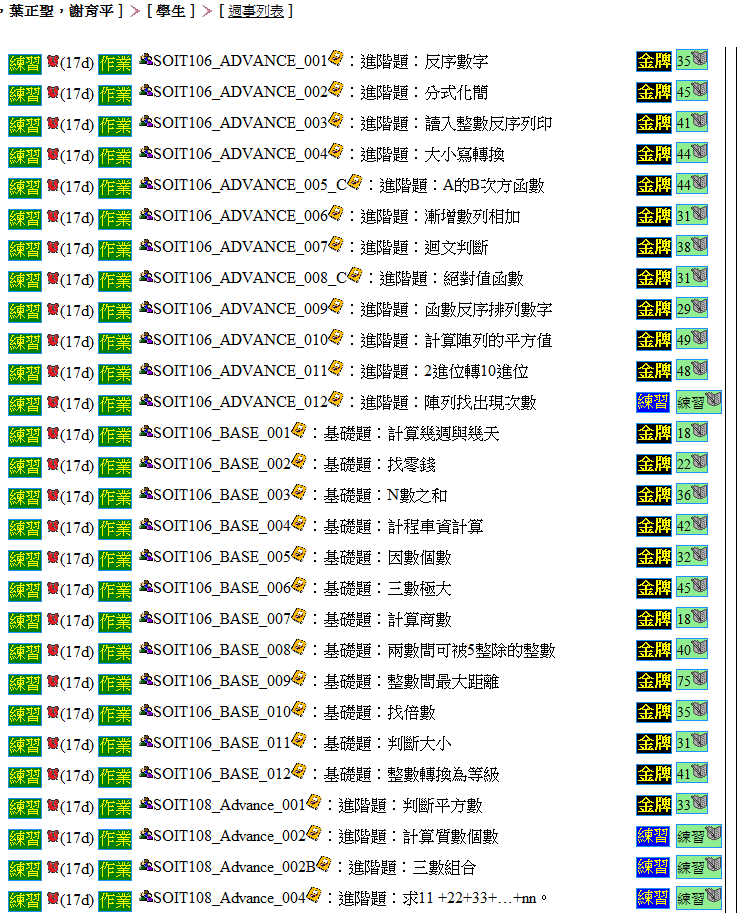 ，葉正聖，謝育平 ] > [ 學生 ] > [ 週事列表 ]
練習 (17d) 作業 SOIT106_ADVANCE_001：進階題：反序數字 金牌 35
練習 (17d) 作業 SOIT106_ADVANCE_002：進階題：分式化簡 金牌 45
練習 (17d) 作業 SOIT106_ADVANCE_003：進階題：讀入整數反序列印 金牌 41
練習 (17d) 作業 SOIT106_ADVANCE_004：進階題：大小寫轉換 金牌 44
練習 (17d) 作業 SOIT106_ADVANCE_005_C：進階題：A的B次方函數 金牌 44
練習 (17d) 作業 SOIT106_ADVANCE_006：進階題：漸增數列相加 金牌 31
練習 (17d) 作業 SOIT106_ADVANCE_007：進階題：迴文判斷 金牌 38
練習 (17d) 作業 SOIT106_ADVANCE_008_C：進階題：絕對值函數 金牌 31
練習 (17d) 作業 SOIT106_ADVANCE_009：進階題：函數反序排列數字 金牌 29
練習 (17d) 作業 SOIT106_ADVANCE_010：進階題：計算陣列的平方值 金牌 49
練習 (17d) 作業 SOIT106_ADVANCE_011：進階題：2進位轉10進位 金牌 48
練習 (17d) 作業 SOIT106_ADVANCE_012：進階題：陣列找出現次數 練習 練習
練習 (17d) 作業 SOIT106_BASE_001：基礎題：計算幾週與幾天 金牌 18
練習 (17d) 作業 SOIT106_BASE_002：基礎題：找零錢 金牌 22
練習 (17d) 作業 SOIT106_BASE_003：基礎題：N數之和 金牌 36
練習 (17d) 作業 SOIT106_BASE_004：基礎題：計程車資計算 金牌 42
練習 (17d) 作業 SOIT106_BASE_005：基礎題：因數個數 金牌 32
練習 (17d) 作業 SOIT106_BASE_006：基礎題：三數極大 金牌 45
練習 (17d) 作業 SOIT106_BASE_007：基礎題：計算商數 金牌 18
練習 (17d) 作業 SOIT106_BASE_008：基礎題：兩數間可被5整除的整數 金牌 40
練習 (17d) 作業 SOIT106_BASE_009：基礎題：整數間最大距離 金牌 75
練習 (17d) 作業 SOIT106_BASE_010：基礎題：找倍數 金牌 35
練習 (17d) 作業 SOIT106_BASE_011：基礎題：判斷大小 金牌 31
練習 (17d) 作業 SOIT106_BASE_012：基礎題：整數轉換為等級 金牌 41
練習 (17d) 作業 SOIT108_Advance_001：進階題：判斷平方數 金牌 33
練習 (17d) 作業 SOIT108_Advance_002：進階題：計算質數個數 練習 練習
練習 (17d) 作業 SOIT108_Advance_002B：進階題：三數組合 練習 練習
練習 (17d) 作業 SOIT108_Advance_004：進階題：求11 +22+33+…+nn。 練習 練習